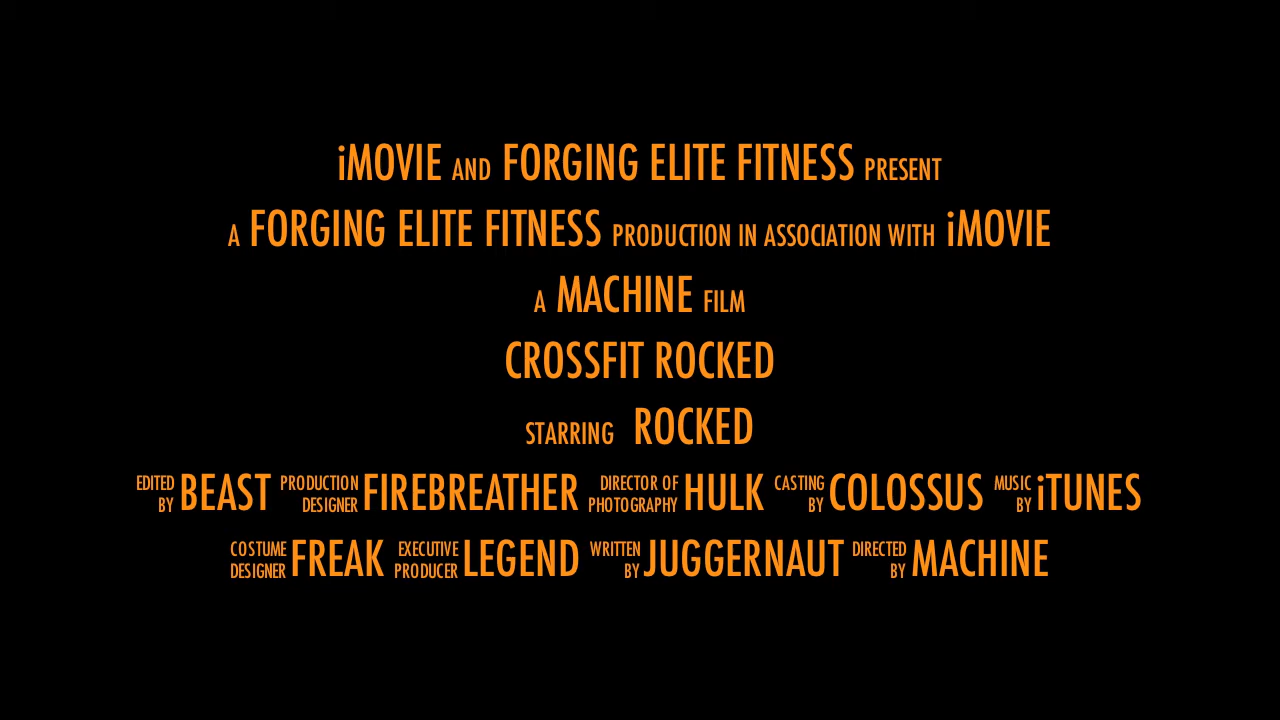 iMOVIE AND FORGING ELITE FITNESS PRESENT
A FORGING ELITE FITNESS PRODUCTION IN ASSOCIATION WITH iMOVIE
A MACHINE FILM
CROSSFIT ROCKED
STARRING ROCKED
EDITED BY BEAST PRODUCTION DESIGNER FIREBREATHER DIRECTOR OF PHOTOGRAPHY HULK CASTING BY COLOSSUS MUSIC BY iTUNES
COSTUME DESIGNER FREAK EXECUTIVE PRODUCER LEGEND WRITTEN BY JUGGERNAUT DIRECTED BY MACHINE